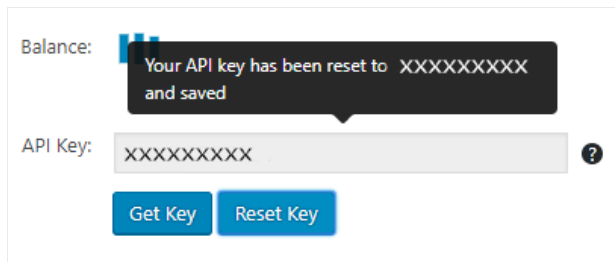 Balance:
Your API key has been reset to XXXXXXXXX
and saved
API Key:
XXXXXXXXX
?
Get Key
Reset Key